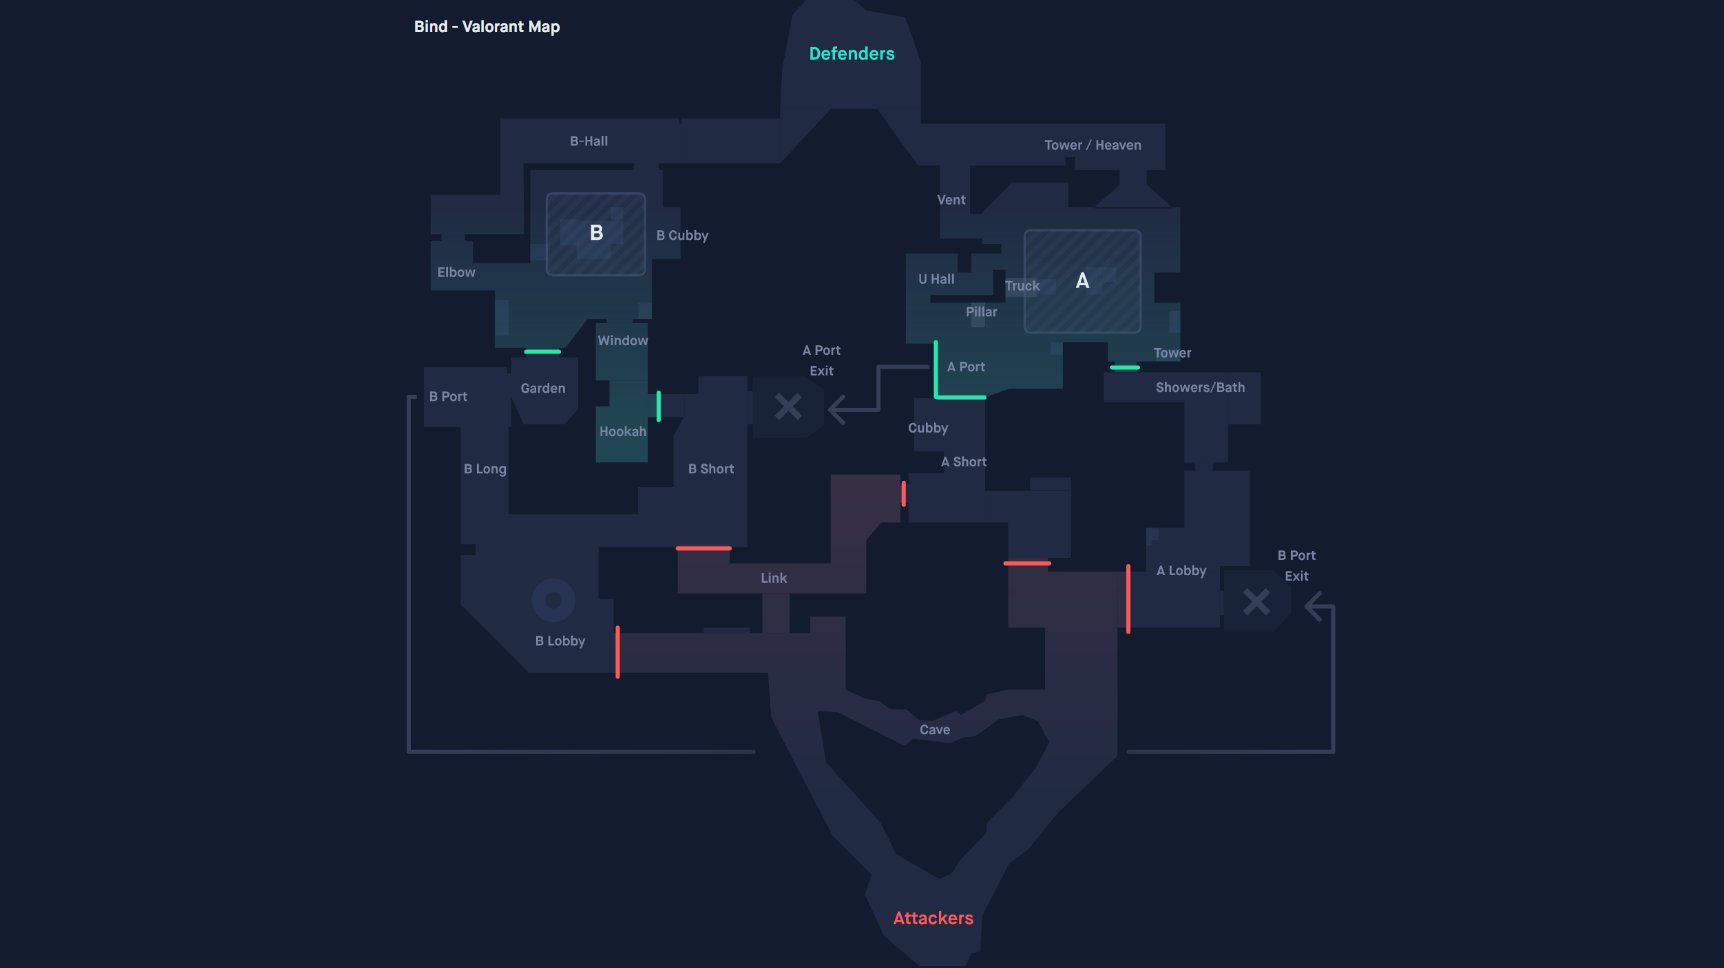 Bind - Valorant Map
Defenders
B-Hall
Tower / Heaven
Vent
B
B Cubby
Elbow
U Hall
Truck
A
Pillar
Window
A Port
Exit
Tower
A Port
Garden
Showers/Bath
B Port
Cubby
Hookah
A Short
B Long
B Short
B Port
Exit
A Lobby
Link
B Lobby
Cave
Attackers